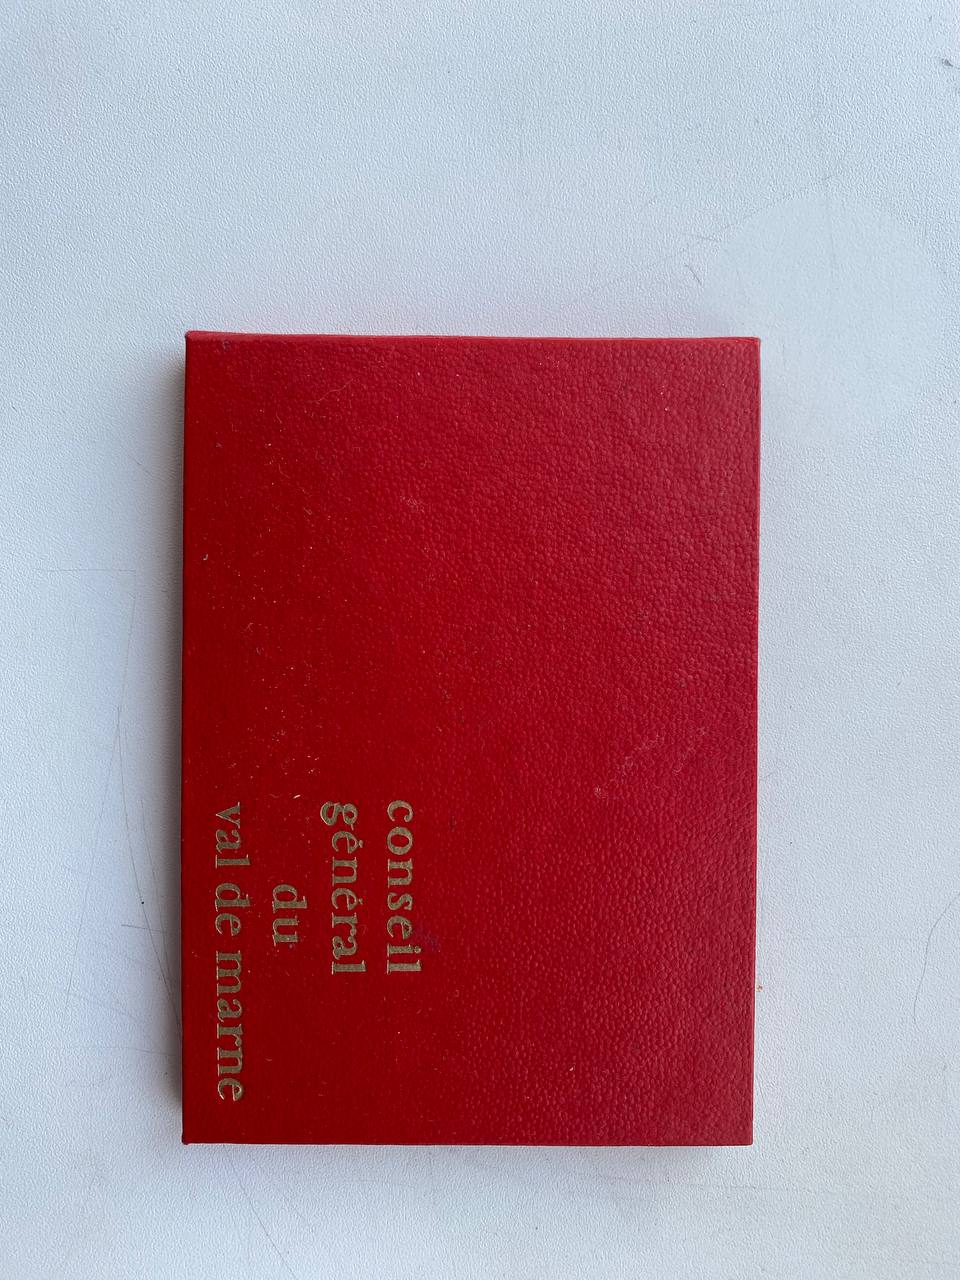 conseil
général
du
val de marne